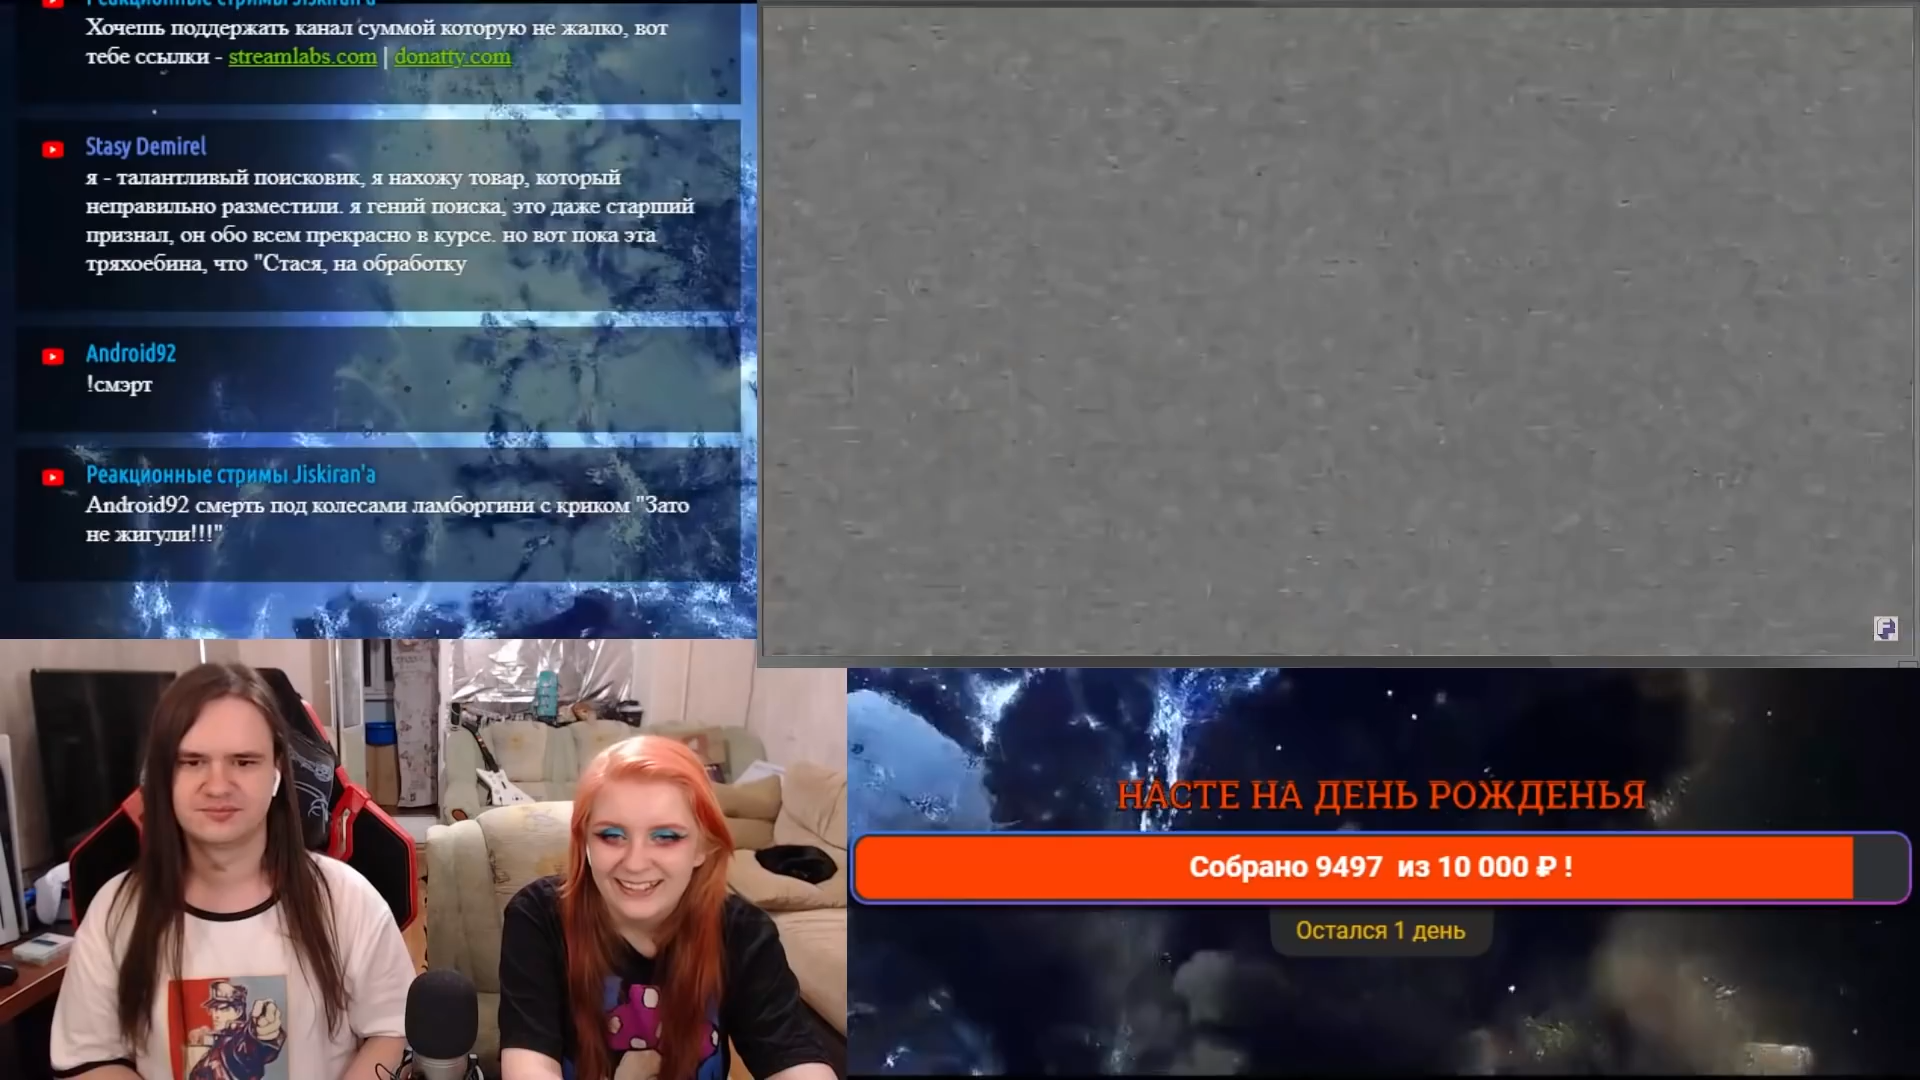 Реакционные стримы Jiskiran'a
Хочешь поддержать канал суммой которую не жалко, вот
тебе ссылки - streamlabs.com | donatty.com
Stasy Demirel
я - талантливый поисковик, я нахожу товар, который
неправильно разместили. я гений поиска, это даже старший
признал, он обо всем прекрасно в курсе. но вот пока эта
тряхоебина, что "Стася, на обработку
Android92
!смэрт
Реакционные стримы Jiskiran'a
Android92 смерть под колесами ламборгини с криком "Зато
не жигули!!!"
НАСТЕ НА ДЕНЬ РОЖДЕНЬЯ
Собрано 9497 из 10 000 ₽ !
Остался 1 день